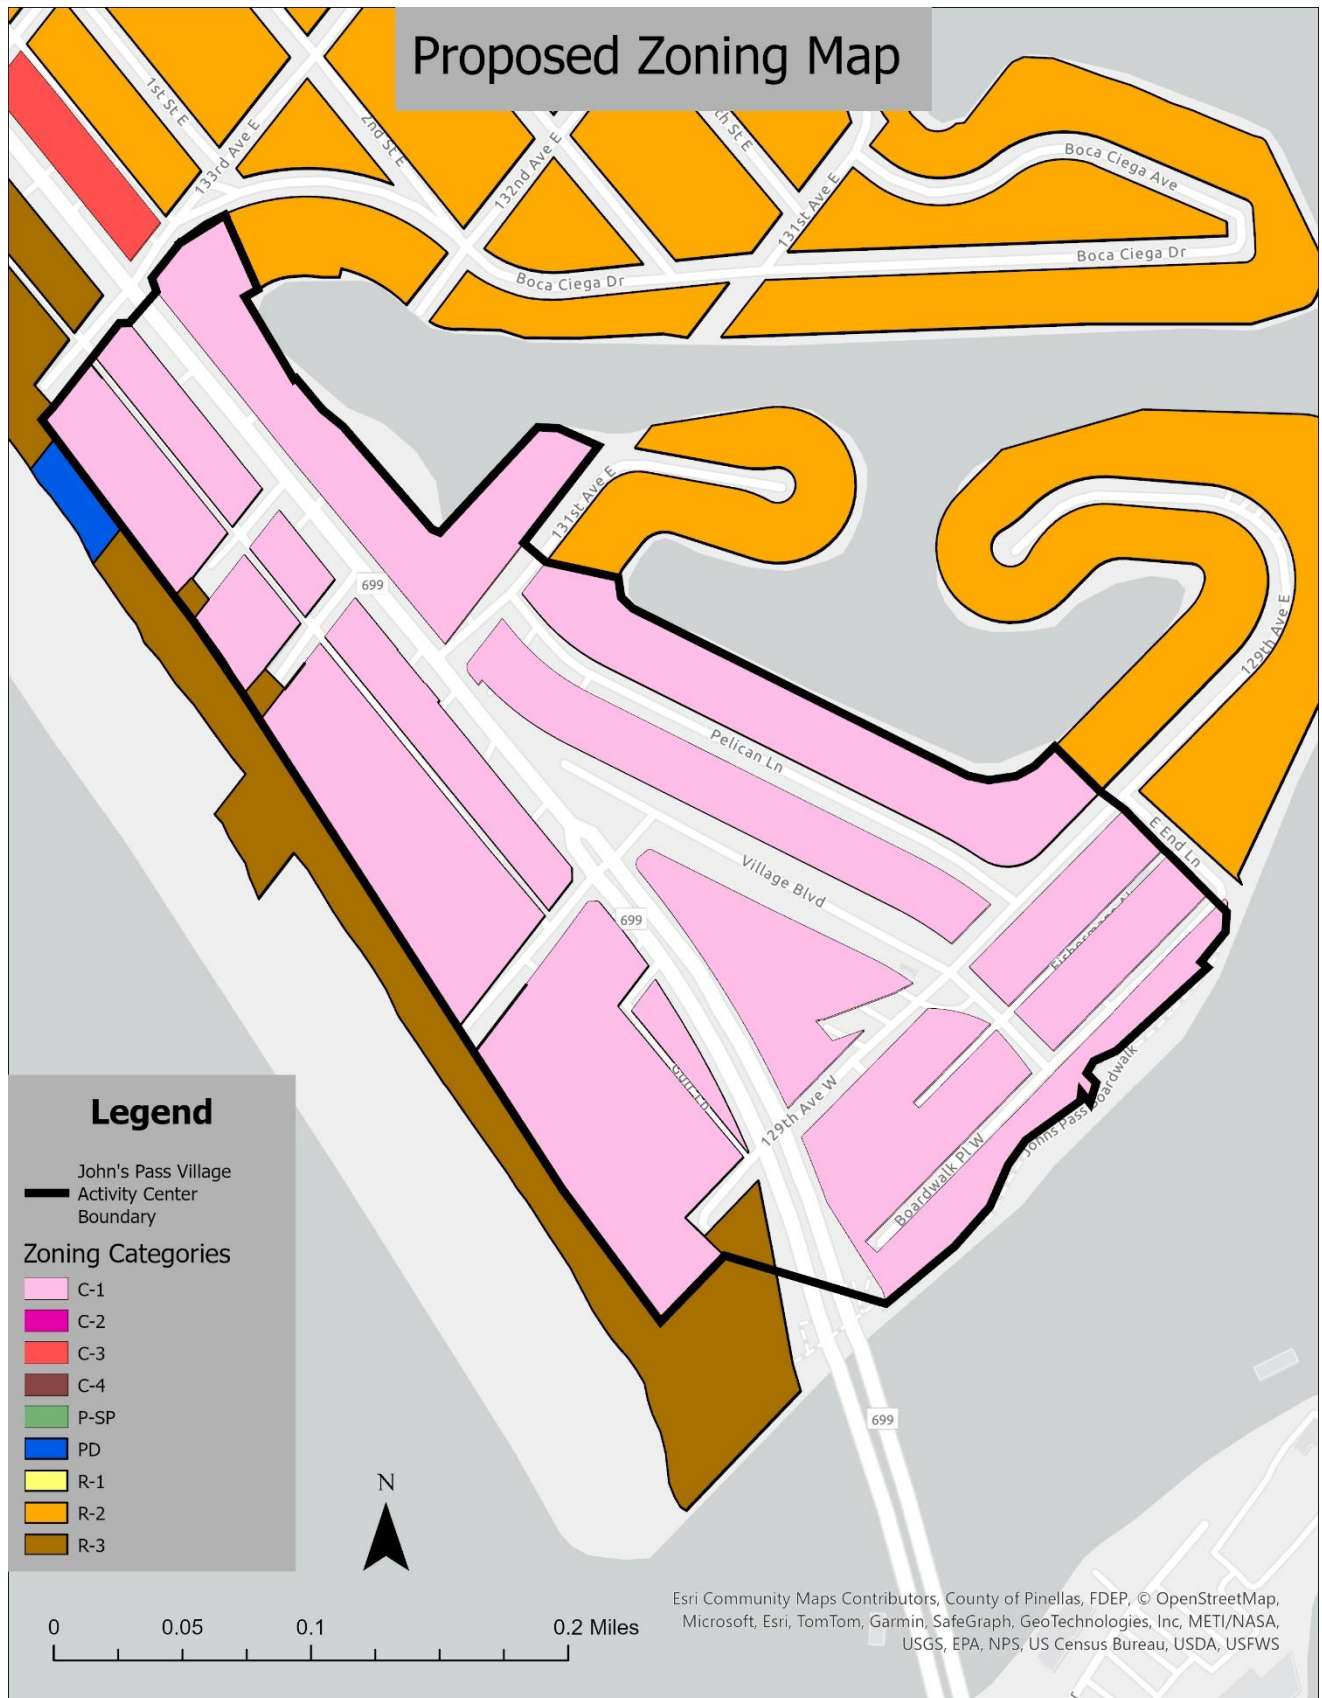 Proposed Zoning Map
1st St E
133rd Ave E
2nd St E
132nd Ave E
St E
131st Ave E
Boca Ciega Ave
Boca Ciega Dr
Boca Ciega Dr
131st Ave E
699
129th Ave E
Pelican Ln
E End Ln
Village Blvd
699
Gulf Ln
129th Ave W
Johns Pass Boardwalk
Boardwalk Pl W
699
Legend
John's Pass Village
Activity Center
Boundary
Zoning Categories
C-1
C-2
C-3
C-4
P-SP
PD
R-1
R-2
R-3
N
0 0.05 0.1 0.2 Miles
Esri Community Maps Contributors, County of Pinellas, FDEP, © OpenStreetMap,
Microsoft, Esri, TomTom, Garmin, SafeGraph, GeoTechnologies, Inc, METI/NASA,
USGS, EPA, NPS, US Census Bureau, USDA, USFWS